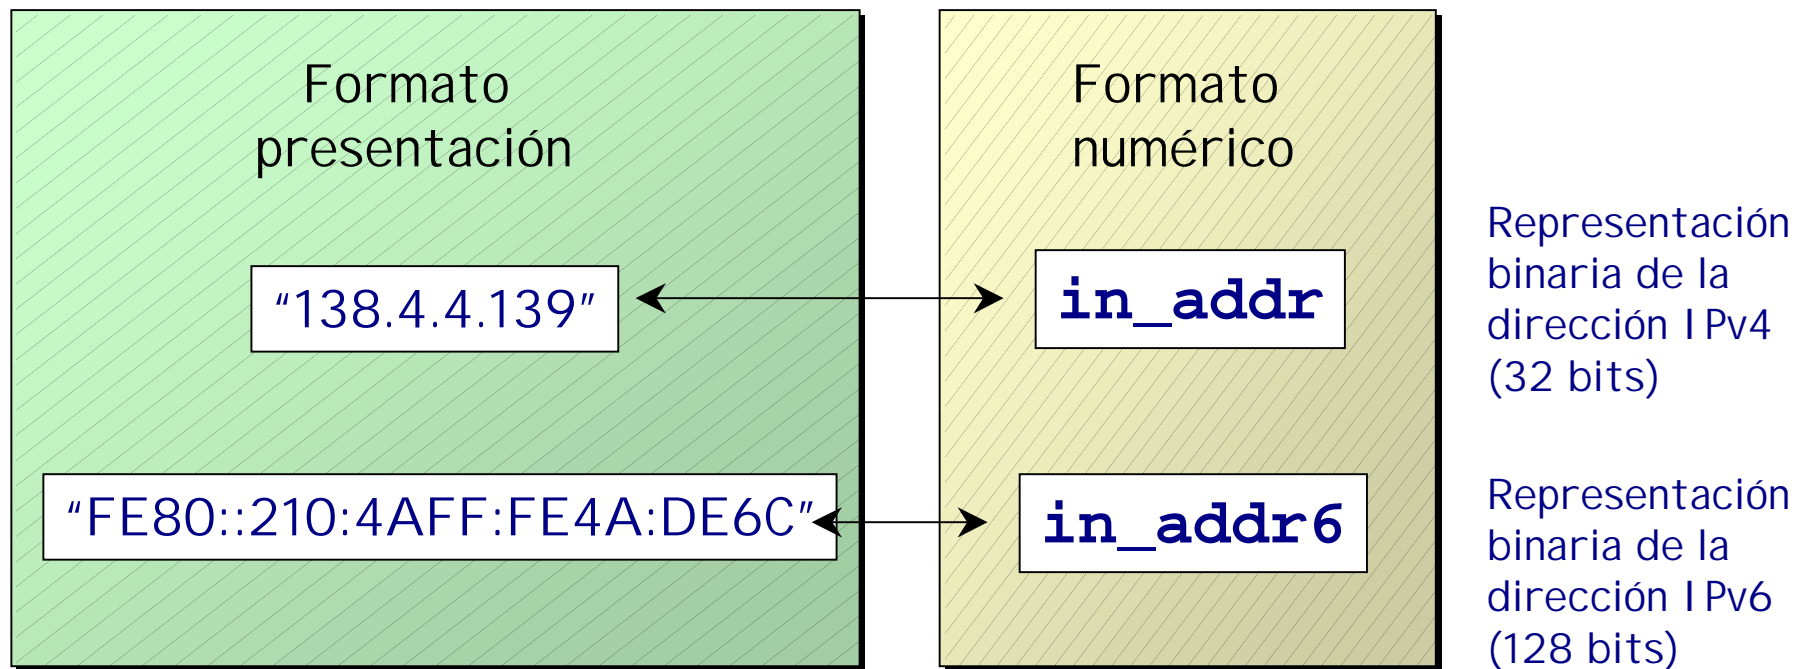 Formato
presentación
Formato
numérico
“138.4.4.139”
in_addr
Representación
binaria de la
dirección IPv4
(32 bits)
“FE80::210:4AFF:FE4A:DE6C”
in_addr6
Representación
binaria de la
dirección IPv6
(128 bits)